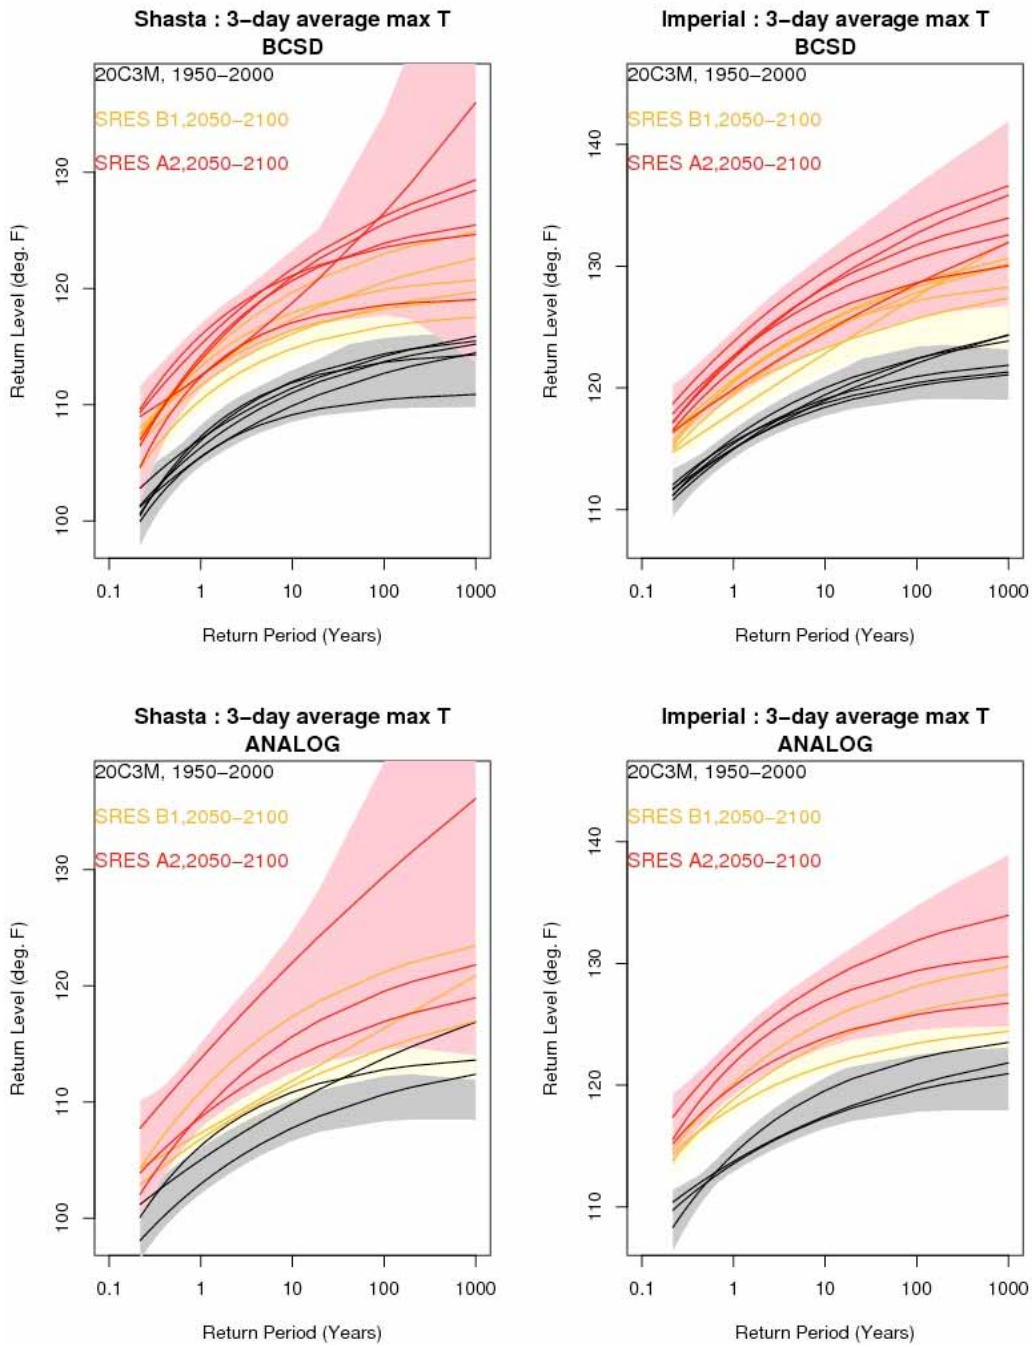 Shasta : 3−day average max T
BCSD
20C3M, 1950−2000
SRES B1,2050−2100
SRES A2,2050−2100
Return Level (deg. F)
130
120
110
100
0.1 1 10 100 1000
Return Period (Years)
Imperial : 3−day average max T
BCSD
20C3M, 1950−2000
SRES B1,2050−2100
SRES A2,2050−2100
Return Level (deg. F)
140
130
120
110
0.1 1 10 100 1000
Return Period (Years)
Shasta : 3−day average max T
ANALOG
20C3M, 1950−2000
SRES B1,2050−2100
SRES A2,2050−2100
Return Level (deg. F)
130
120
110
100
0.1 1 10 100 1000
Return Period (Years)
Imperial : 3−day average max T
ANALOG
20C3M, 1950−2000
SRES B1,2050−2100
SRES A2,2050−2100
Return Level (deg. F)
140
130
120
110
0.1 1 10 100 1000
Return Period (Years)